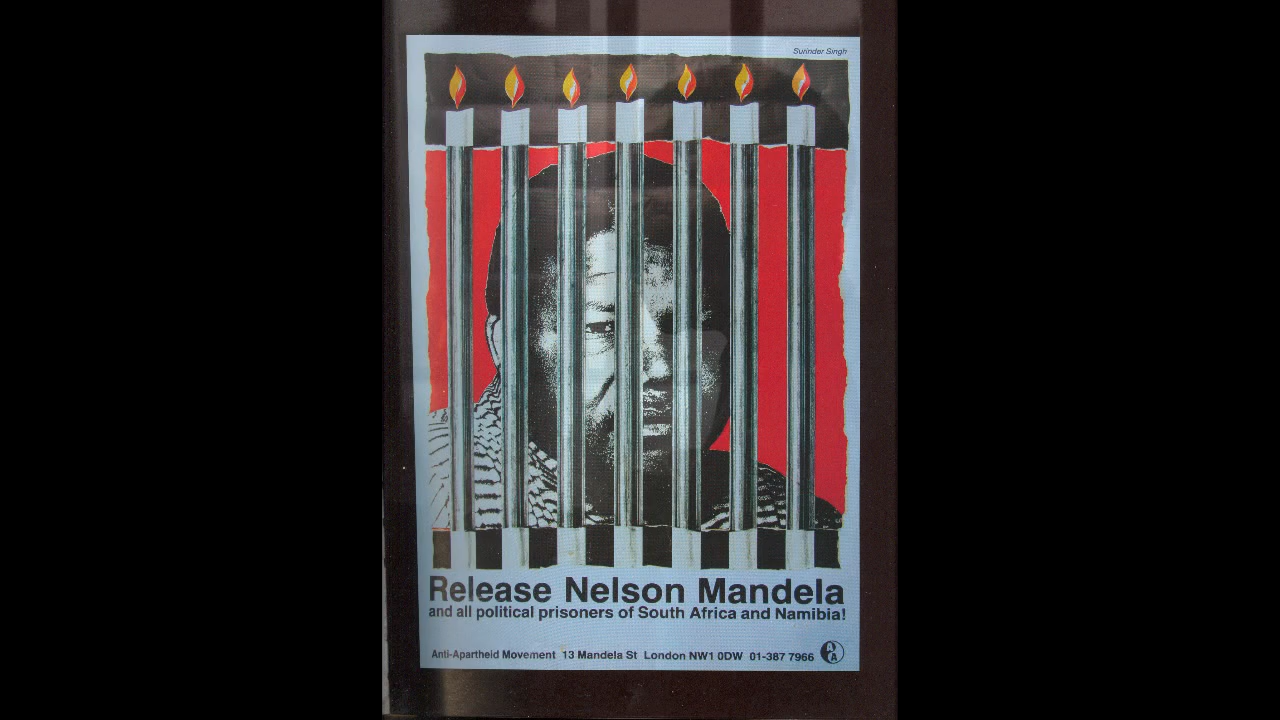 Surinder Singh
Release Nelson Mandela
and all political prisoners of South Africa and Namibia!
Anti-Apartheid Movement 13 Mandela St London NW1 0DW 01-387 7966
A
A